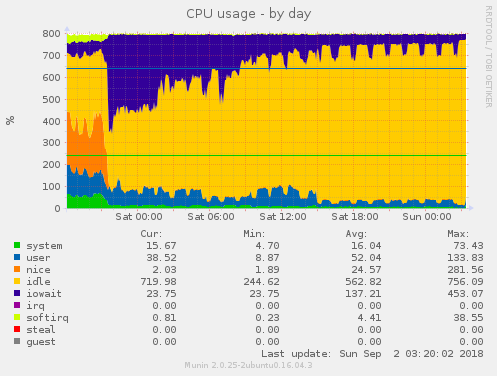 CPU usage - by day
RRDTOOL / TOBI OETIKER
%
800
700
600
500
400
300
200
100
0
Sat 00:00 Sat 06:00 Sat 12:00 Sat 18:00 Sun 00:00
Cur: Min: Avg: Max:
system 15.67 4.70 16.04 73.43
user 38.52 8.87 52.04 133.83
nice 2.03 1.89 24.57 281.56
idle 719.98 244.62 562.82 756.09
iowait 23.75 23.75 137.21 453.07
irq 0.00 0.00 0.00 0.00
softirq 0.81 0.23 4.41 38.55
steal 0.00 0.00 0.00 0.00
guest 0.00 0.00 0.00 0.00
Last update: Sun Sep 2 03:20:02 2018
Munin 2.0.25-2ubuntu0.16.04.3